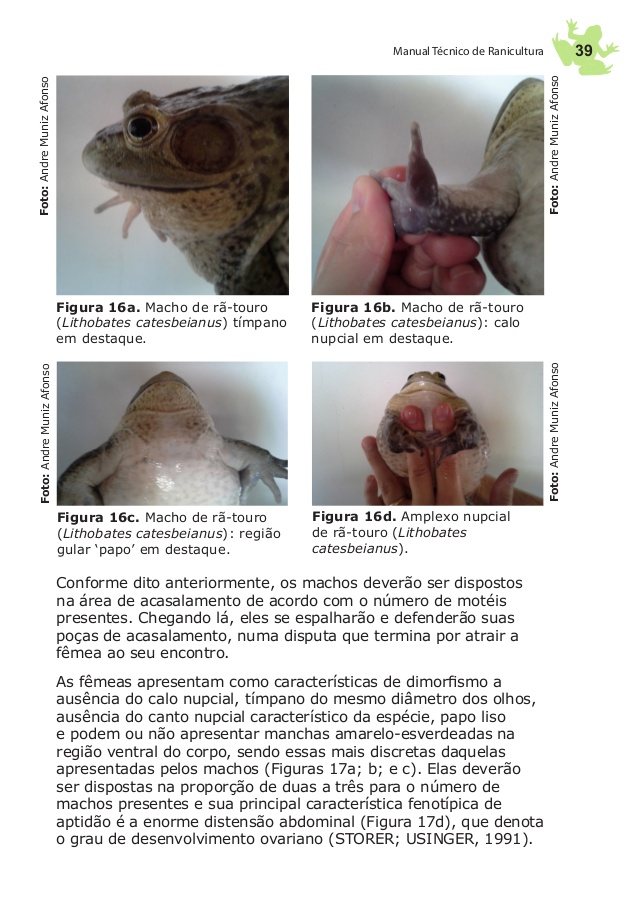 Manual Técnico de Ranicultura
39
Foto: Andre Muniz Afonso
Foto: Andre Muniz Afonso
Figura 16a. Macho de rã-touro
(Lithobates catesbeianus) tímpano
em destaque.
Figura 16b. Macho de rã-touro
(Lithobates catesbeianus): calo
nupcial em destaque.
Foto: Andre Muniz Afonso
Foto: Andre Muniz Afonso
Figura 16c. Macho de rã-touro
(Lithobates catesbeianus): região
gular ‘papo’ em destaque.
Figura 16d. Amplexo nupcial
de rã-touro (Lithobates
catesbeianus).
Conforme dito anteriormente, os machos deverão ser dispostos
na área de acasalamento de acordo com o número de motéis
presentes. Chegando lá, eles se espalharão e defenderão suas
poças de acasalamento, numa disputa que termina por atrair a
fêmea ao seu encontro.
As fêmeas apresentam como características de dimorfismo a
ausência do calo nupcial, tímpano do mesmo diâmetro dos olhos,
ausência do canto nupcial característico da espécie, papo liso
e podem ou não apresentar manchas amarelo-esverdeadas na
região ventral do corpo, sendo essas mais discretas daquelas
apresentadas pelos machos (Figuras 17a; b; e c). Elas deverão
ser dispostas na proporção de duas a três para o número de
machos presentes e sua principal característica fenotípica de
aptidão é a enorme distensão abdominal (Figura 17d), que denota
o grau de desenvolvimento ovariano (STORER; USINGER, 1991).